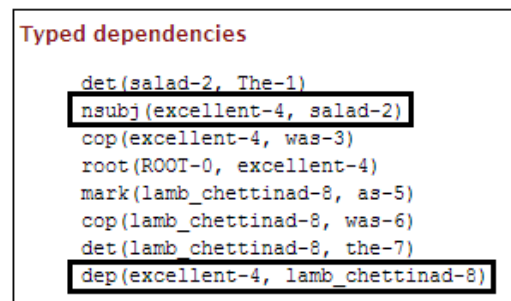 Typed dependencies
det(salad-2, The-1)
nsubj(excellent-4, salad-2)
cop(excellent-4, was-3)
root(ROOT-0, excellent-4)
mark(lamb_chettinad-8, as-5)
cop(lamb_chettinad-8, was-6)
det(lamb_chettinad-8, the-7)
dep(excellent-4, lamb_chettinad-8)